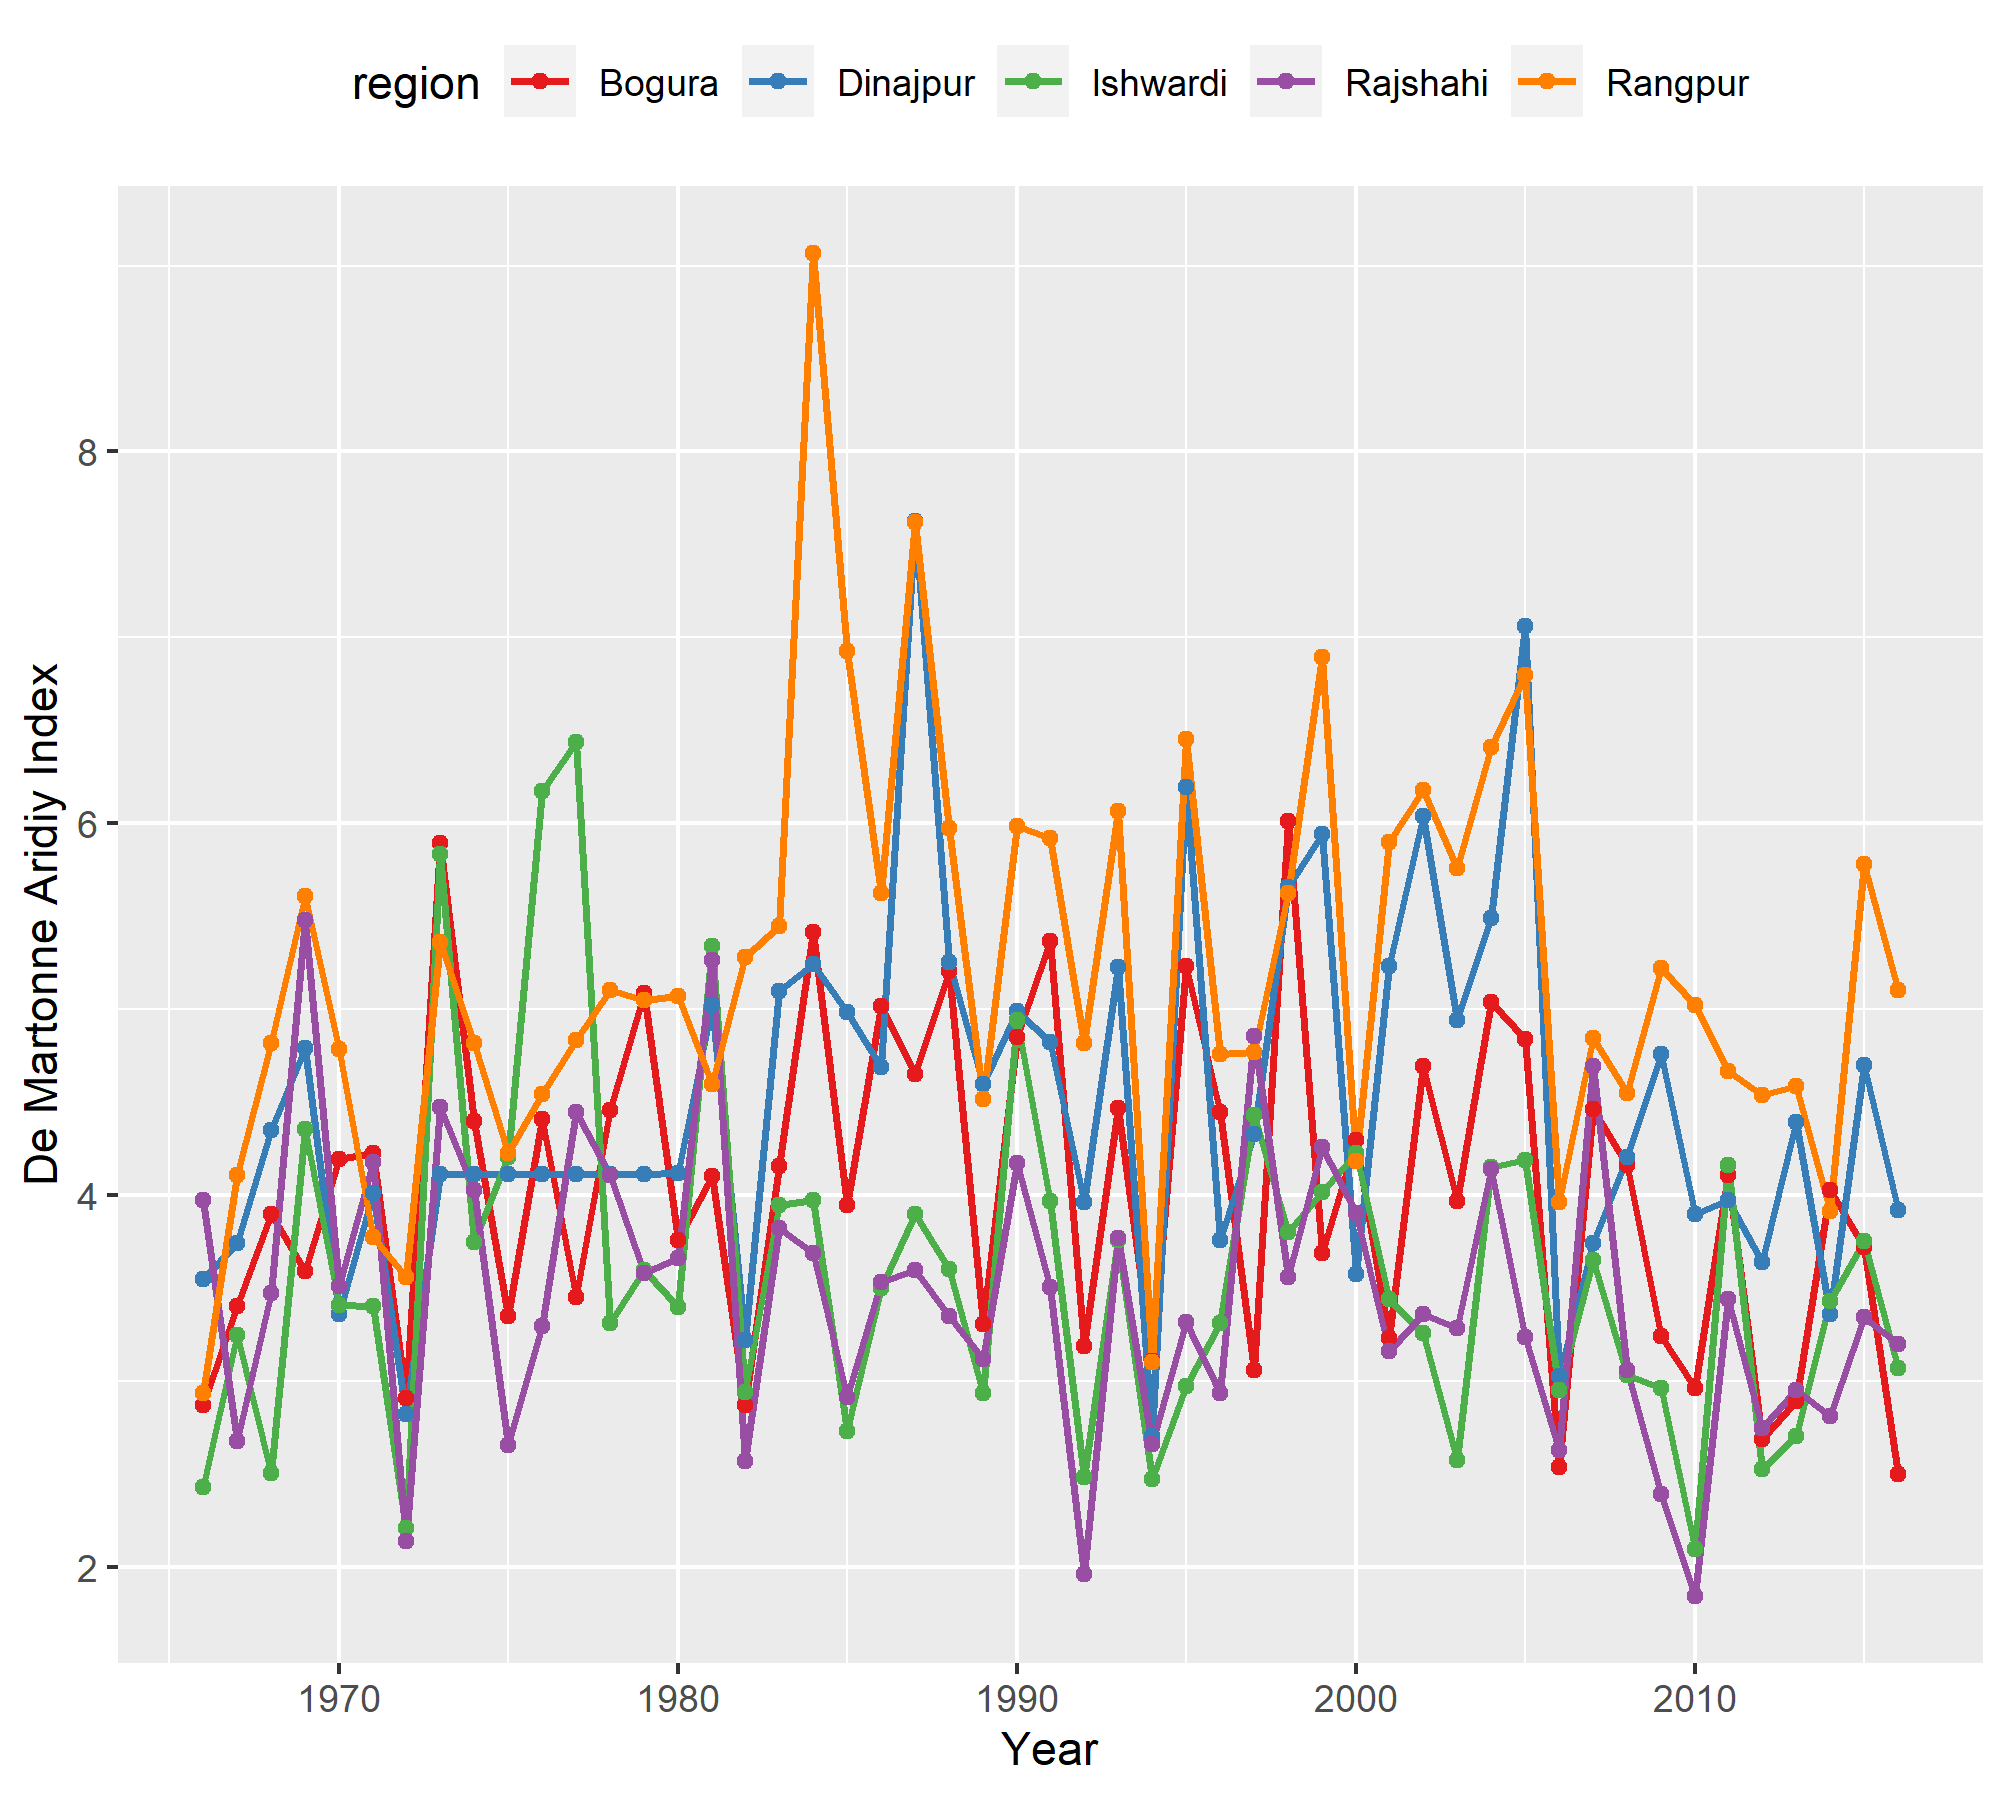 region Bogura Dinajpur Ishwardi Rajshahi Rangpur
De Martonne Aridiy Index
8
6
4
2
1970 1980 1990 2000 2010
Year